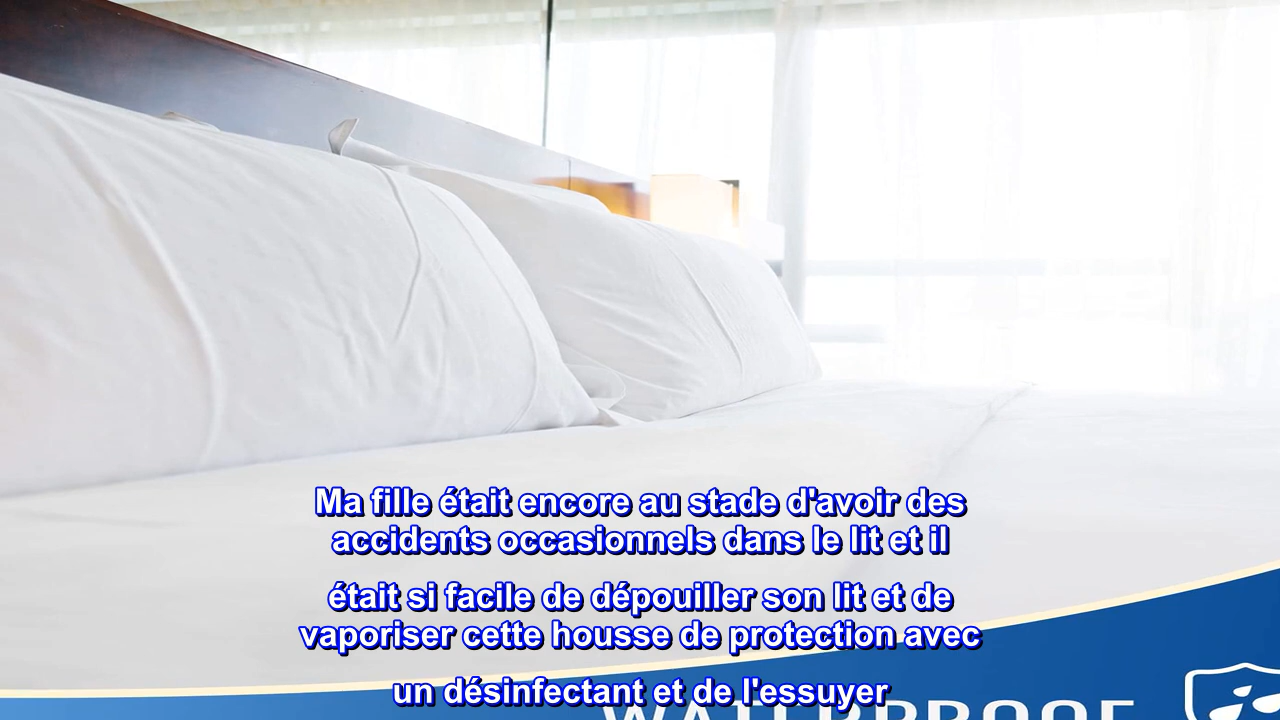 Ma fille était encore au stade d'avoir des
accidents occasionnels dans le lit et il
était si facile de dépouiller son lit et de
vaporiser cette housse de protection avec
un désinfectant et de l'essuyer
WATERPROOF